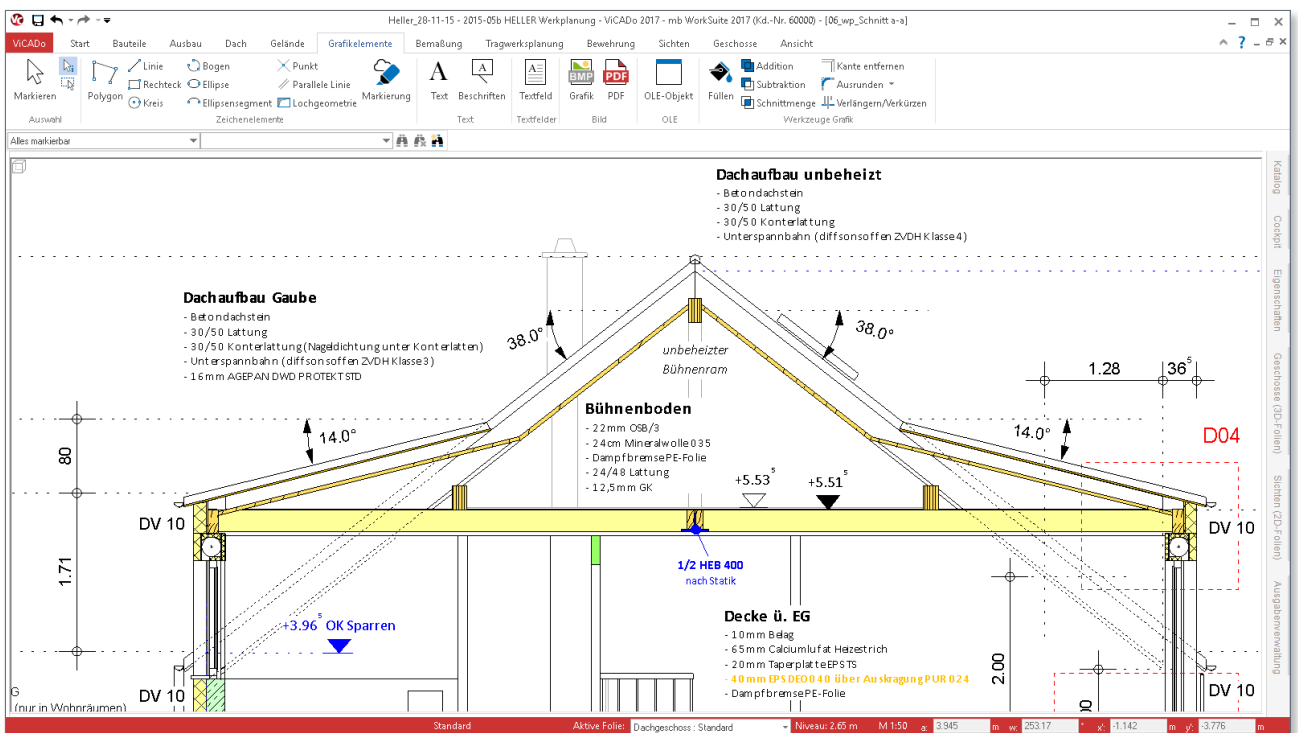 Heller_28-11-15 - 2015-05b HELLER Werkplanung - ViCADo 2017 - mb WorkSuite 2017 (Kd.-Nr. 60000) - [06_wp_Schnitt a-a]
ViCADo Start Bauteile Ausbau Dach Gelände Grafikelemente Bemaßung Tragwerksplanung Bewehrung Sichten Geschosse Ansicht
Markieren
Auswahl
Polygon
Linie
Rechteck
Kreis
Bogen
Ellipse
Ellipsensegment
Punkt
Parallele Linie
Lochgeometrie
Markierung
Zeichenelemente
Text
Beschriften
Text
Textfeld
Textfelder
BMP
Grafik
PDF
PDF
Bild
OLE-Objekt
OLE
Füllen
Addition
Subtraktion
Schnittmenge
Kante entfernen
Ausrunden
Verlängern/Verkürzen
Werkzeuge Grafik
Alles markierbar
Katalog
Cockpit
Eigenschaften
Geschosse (3D-Folien)
Sichten (2D-Folien)
Ausgabenverwaltung
Dachaufbau unbeheizt
- Betondachstein
- 30/50 Lattung
- 30/50 Konterlattung
- Unterspannbahn (diffsonsoffen ZVDH Klasse 4)
Dachaufbau Gaube
- Betondachstein
- 30/50 Lattung
- 30/50 Konterlattung (Nageldichtung unter Konterlatten)
- Unterspannbahn (diffsonsoffen ZVDH Klasse 3)
- 16mm AGEPAN DWD PROTEKT STD
38.0°
38.0°
unbeheizter
Bühnenram
1.28
36⁵
14.0°
14.0°
D04
80
Bühnenboden
- 22mm OSB/3
- 24cm Mineralwolle 035
- Dampfbremse PE-Folie
- 24/48 Lattung
- 12,5mm GK
+5.53⁵
+5.51⁵
DV 10
DV 10
1/2 HEB 400
nach Statik
1.71
+3.96⁵ OK Sparren
Decke ü. EG
- 10mm Belag
- 65mm Calciumlufat Heizestrich
- 20mm Taperplatte EPS TS
- 40mm EPS DEO 040 über Auskragung PUR 024
- Dampfbremse PE-Folie
2.00
DV 10
DV 10
G
(nur in Wohnräumen)
Standard Aktive Folie: Dachgeschoss : Standard Niveau: 2.65 m M 1:50 a: 3.945 m w: 253.17 ° x': -1.142 m y': -3.776 m